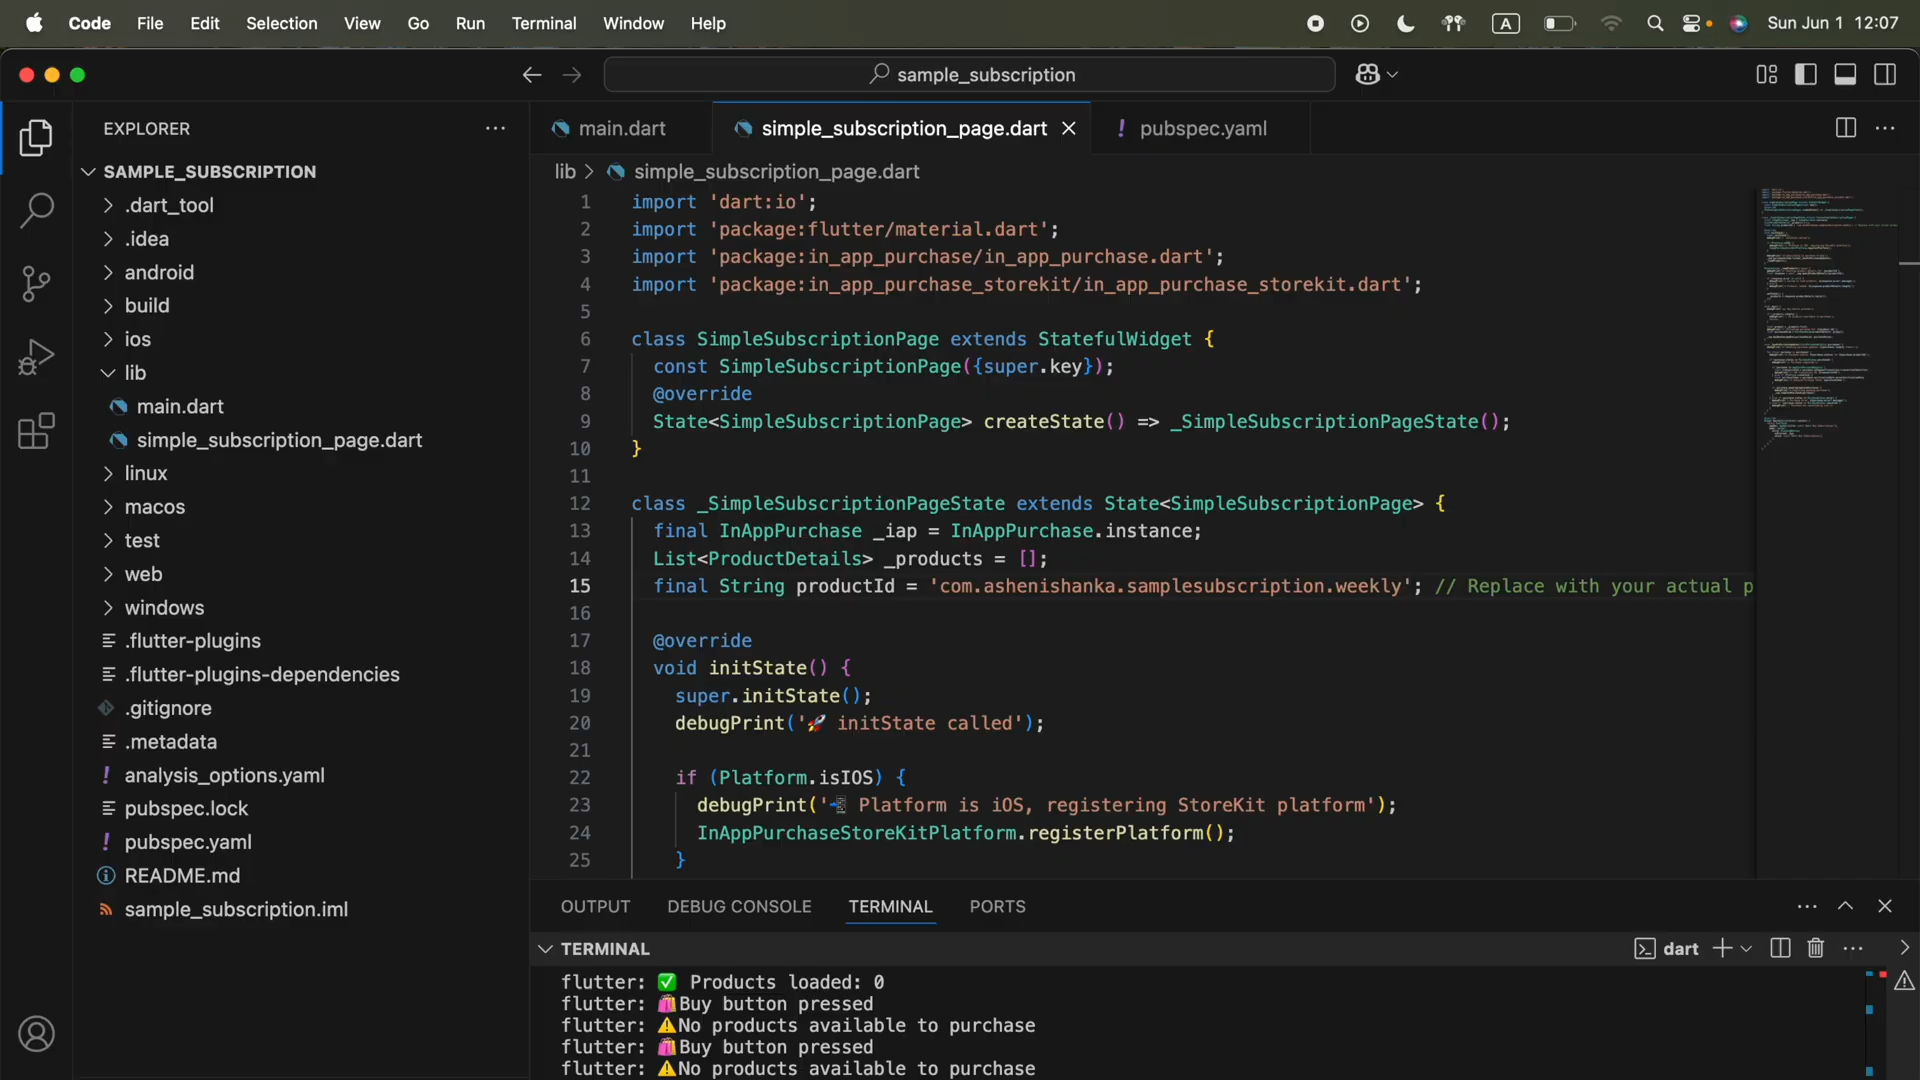 Code File Edit Selection View Go Run Terminal Window Help
A Sun Jun 1 12:07
sample_subscription
EXPLORER
SAMPLE_SUBSCRIPTION
.dart_tool
.idea
android
build
ios
lib
main.dart
simple_subscription_page.dart
linux
macos
test
web
windows
.flutter-plugins
.flutter-plugins-dependencies
.gitignore
.metadata
! analysis_options.yaml
pubspec.lock
! pubspec.yaml
README.md
sample_subscription.iml
main.dart simple_subscription_page.dart ! pubspec.yaml
lib > simple_subscription_page.dart
1 import 'dart:io';
2 import 'package:flutter/material.dart';
3 import 'package:in_app_purchase/in_app_purchase.dart';
4 import 'package:in_app_purchase_storekit/in_app_purchase_storekit.dart';
5
6 class SimpleSubscriptionPage extends StatefulWidget {
7 const SimpleSubscriptionPage({super.key});
8 @override
9 State<SimpleSubscriptionPage> createState() => _SimpleSubscriptionPageState();
10 }
11
12 class _SimpleSubscriptionPageState extends State<SimpleSubscriptionPage> {
13 final InAppPurchase _iap = InAppPurchase.instance;
14 List<ProductDetails> _products = [];
15 final String productId = 'com.ashenishanka.samplesubscription.weekly'; // Replace with your actual p
16
17 @override
18 void initState() {
19 super.initState();
20 debugPrint('🚀 initState called');
21
22 if (Platform.isIOS) {
23 debugPrint('📲 Platform is iOS, registering StoreKit platform');
24 InAppPurchaseStoreKitPlatform.registerPlatform();
25 }
OUTPUT DEBUG CONSOLE TERMINAL PORTS
TERMINAL
dart
flutter: ✅ Products loaded: 0
flutter: 🛍️Buy button pressed
flutter: ⚠️No products available to purchase
flutter: 🛍️Buy button pressed
flutter: ⚠️No products available to purchase